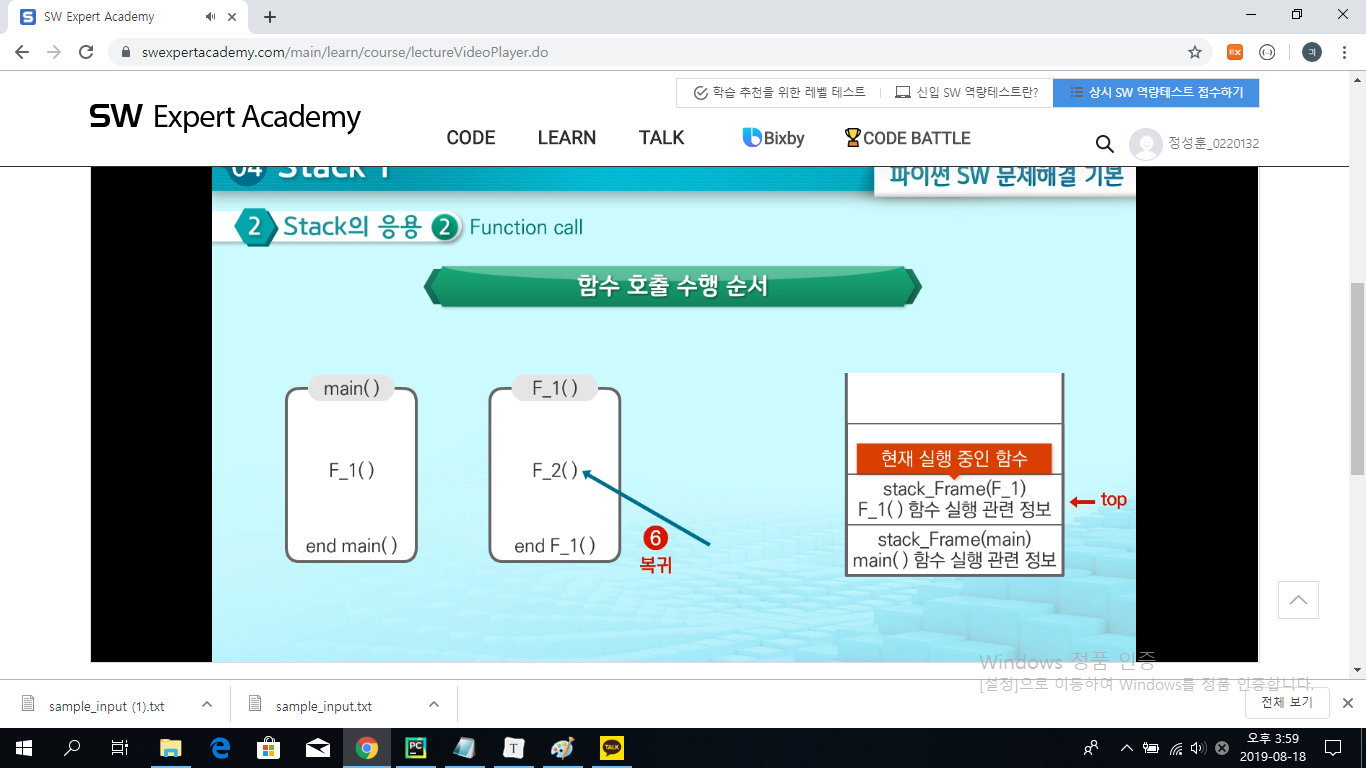 SW Expert Academy
swexpertacademy.com/main/learn/course/lectureVideoPlayer.do
학습 추천을 위한 레벨 테스트
신입 SW 역량테스트란?
상시 SW 역량테스트 접수하기
SW Expert Academy
CODE
LEARN
TALK
Bixby
CODE BATTLE
정성훈_0220132
04 Stack 1
파이썬 SW 문제해결 기본
2 Stack의 응용 2 Function call
함수 호출 수행 순서
main( )
F_1( )
end main( )
F_1( )
F_2( )
end F_1( )
6
복귀
현재 실행 중인 함수
stack_Frame(F_1)
F_1( ) 함수 실행 관련 정보
top
stack_Frame(main)
main( ) 함수 실행 관련 정보
Windows 정품 인증
[설정]으로 이동하여 Windows를 정품 인증합니다.
sample_input (1).txt
sample_input.txt
전체 보기
오후 3:59
2019-08-18